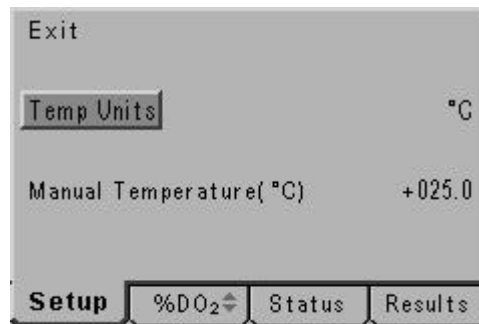 Exit
Temp Units °C
Manual Temperature(°C) +025.0
Setup %DO₂ Status Results